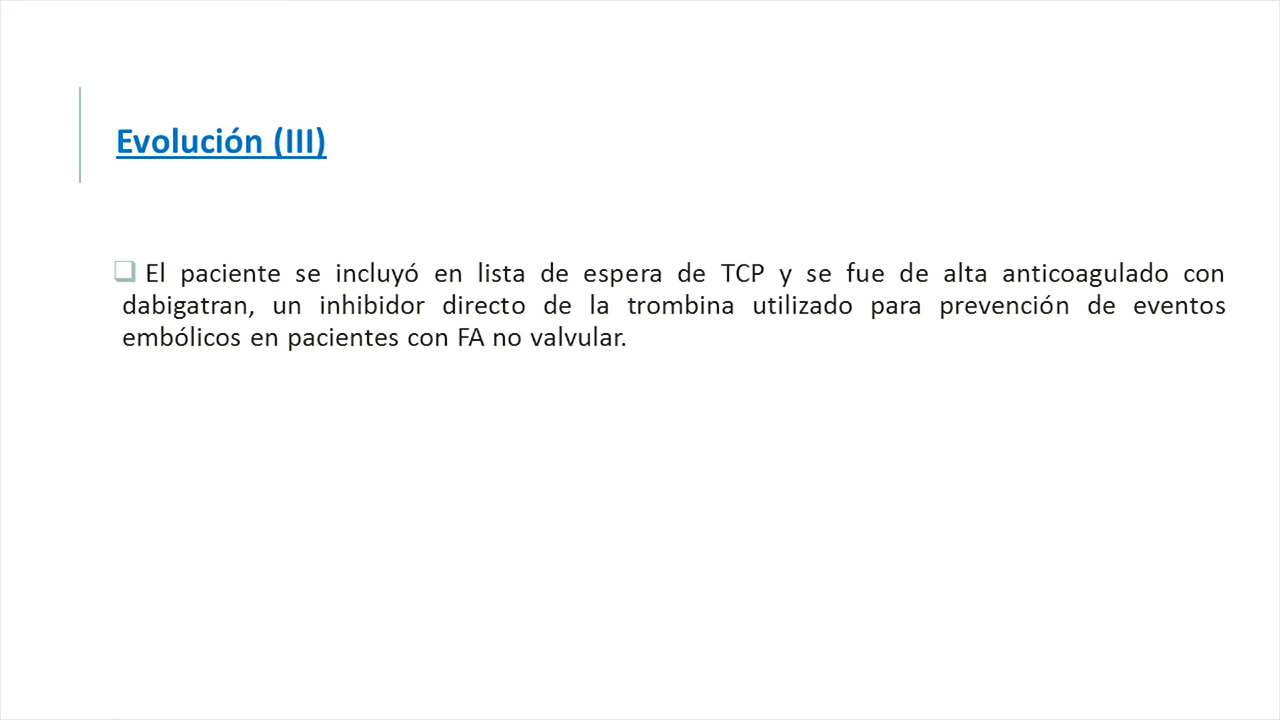 Evolución (III)
El paciente se incluyó en lista de espera de TCP y se fue de alta anticoagulado con
dabigatran, un inhibidor directo de la trombina utilizado para prevención de eventos
embólicos en pacientes con FA no valvular.